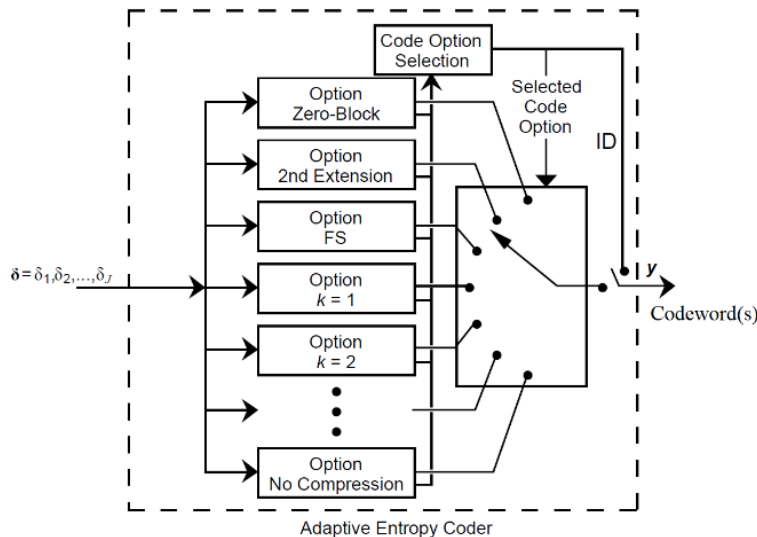 Code Option
Selection
Option
Zero-Block
Selected
Code
Option
ID
Option
2nd Extension
Option
FS
δ = δ1,δ2,...,δJ
Option
k = 1
y
Codeword(s)
Option
k = 2
Option
No Compression
Adaptive Entropy Coder